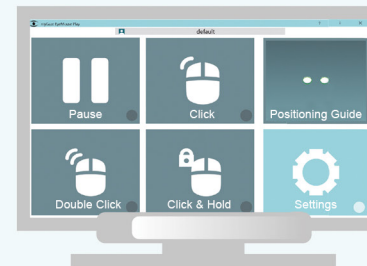 default
Pause
Click
Positioning Guide
Double Click
Click & Hold
Settings